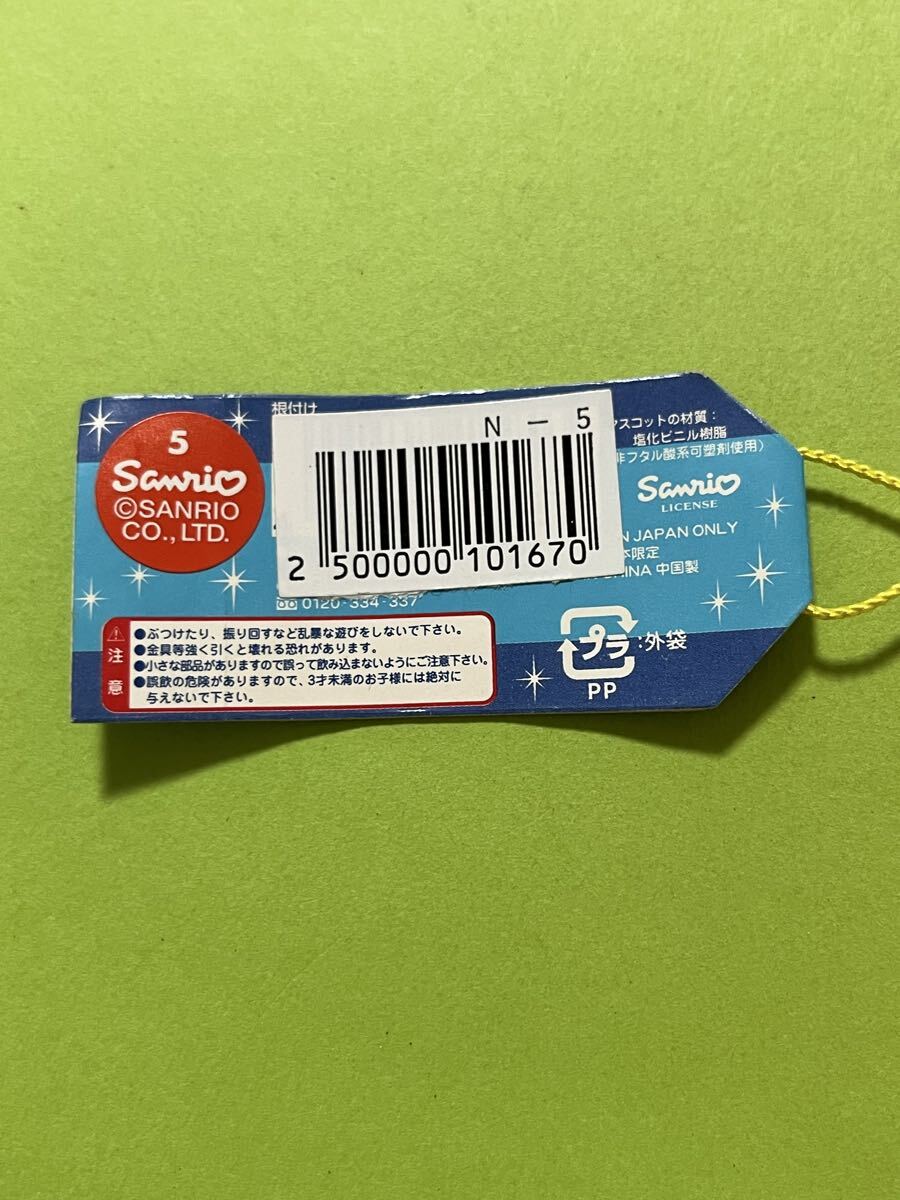 根付け
5
Sanrio
©SANRIO
CO., LTD.
N - 5
2 500000 101670
0120-334-337
マスコットの材質：
塩化ビニル樹脂
非フタル酸系可塑剤使用）
Sanrio
LICENSE
JAPAN ONLY
本限定
CHINA 中国製
注意
●ぶつけたり、振り回すなど乱暴な遊びをしないで下さい。
●金具等強く引くと壊れる恐れがあります。
●小さな部品がありますので誤って飲み込まないようにご注意下さい。
●誤飲の危険がありますので、3才未満のお子様には絶対に
与えないで下さい。
プラ :外袋
PP